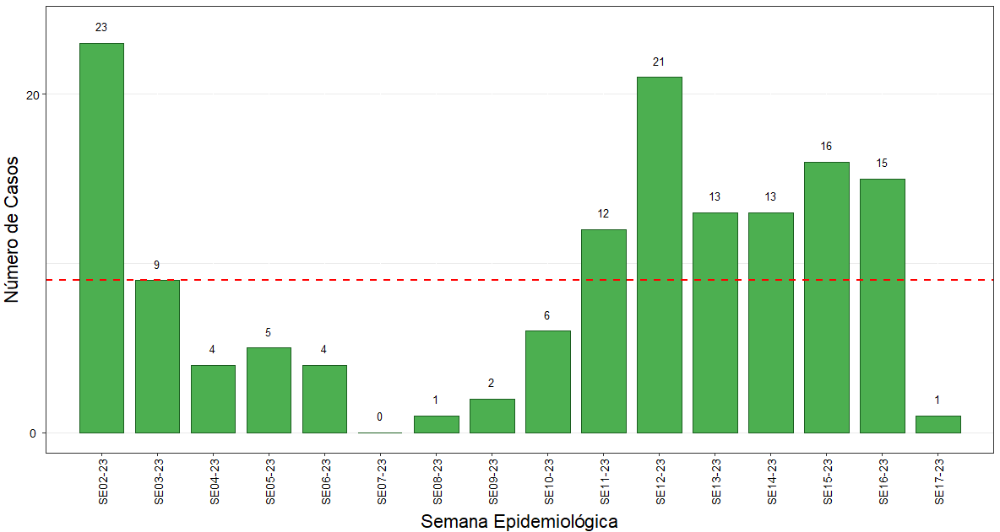 23
9
4
5
4
0
1
2
6
12
21
13
13
16
15
1
20
0
Número de Casos
SE02-23
SE03-23
SE04-23
SE05-23
SE06-23
SE07-23
SE08-23
SE09-23
SE10-23
SE11-23
SE12-23
SE13-23
SE14-23
SE15-23
SE16-23
SE17-23
Semana Epidemiológica